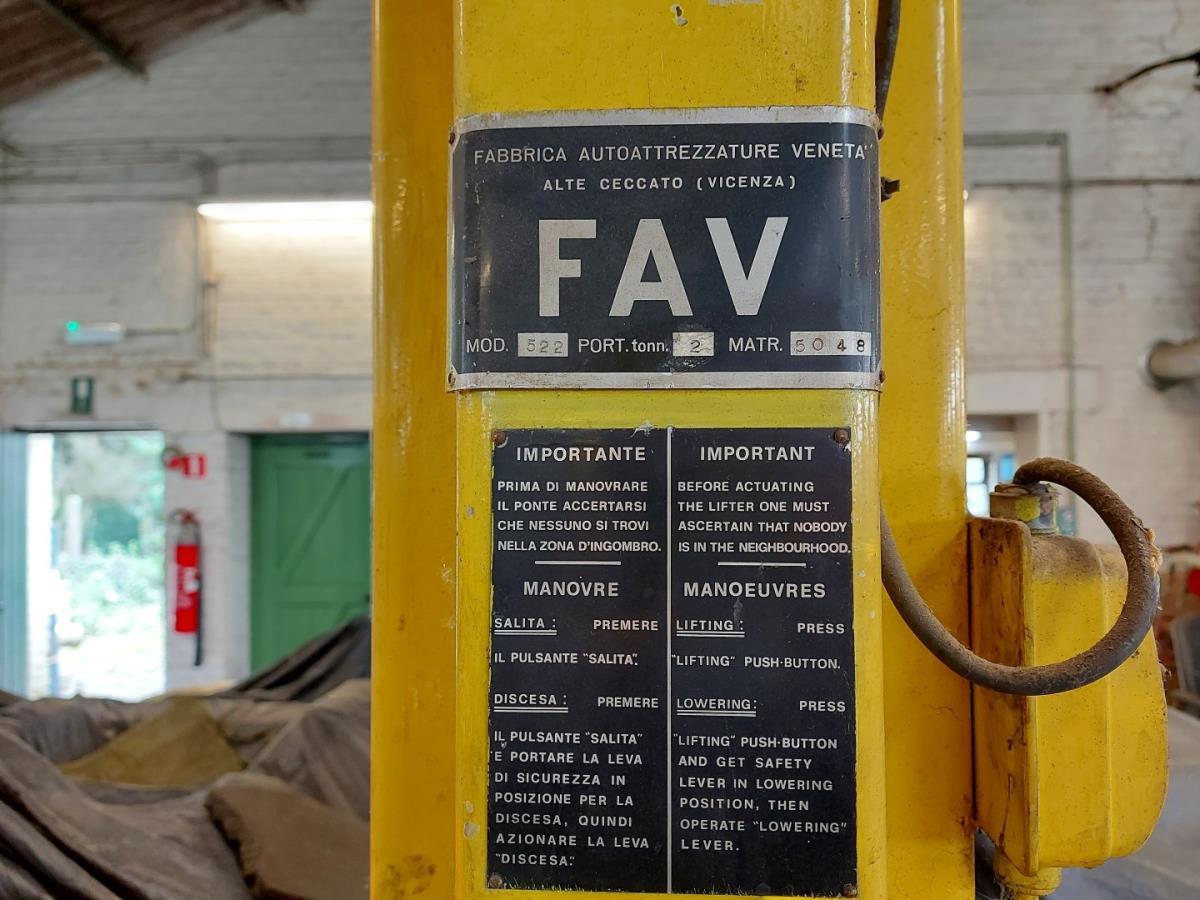 FABBRICA AUTOATTREZZATURE VENETA
ALTE CECCATO (VICENZA)
FAV
MOD. 522 PORT. tonn. 2 MATR. 5048
IMPORTANTE
PRIMA DI MANOVRARE
IL PONTE ACCERTARSI
CHE NESSUNO SI TROVI
NELLA ZONA D'INGOMBRO.
MANOVRE
SALITA: PREMERE
IL PULSANTE "SALITA".
DISCESA: PREMERE
IL PULSANTE "SALITA"
E PORTARE LA LEVA
DI SICUREZZA IN
POSIZIONE PER LA
DISCESA, QUINDI
AZIONARE LA LEVA
"DISCESA".
IMPORTANT
BEFORE ACTUATING
THE LIFTER ONE MUST
ASCERTAIN THAT NOBODY
IS IN THE NEIGHBOURHOOD.
MANOEUVRES
LIFTING: PRESS
"LIFTING" PUSH-BUTTON.
LOWERING: PRESS
"LIFTING" PUSH-BUTTON
AND GET SAFETY
LEVER IN LOWERING
POSITION, THEN
OPERATE "LOWERING"
LEVER.